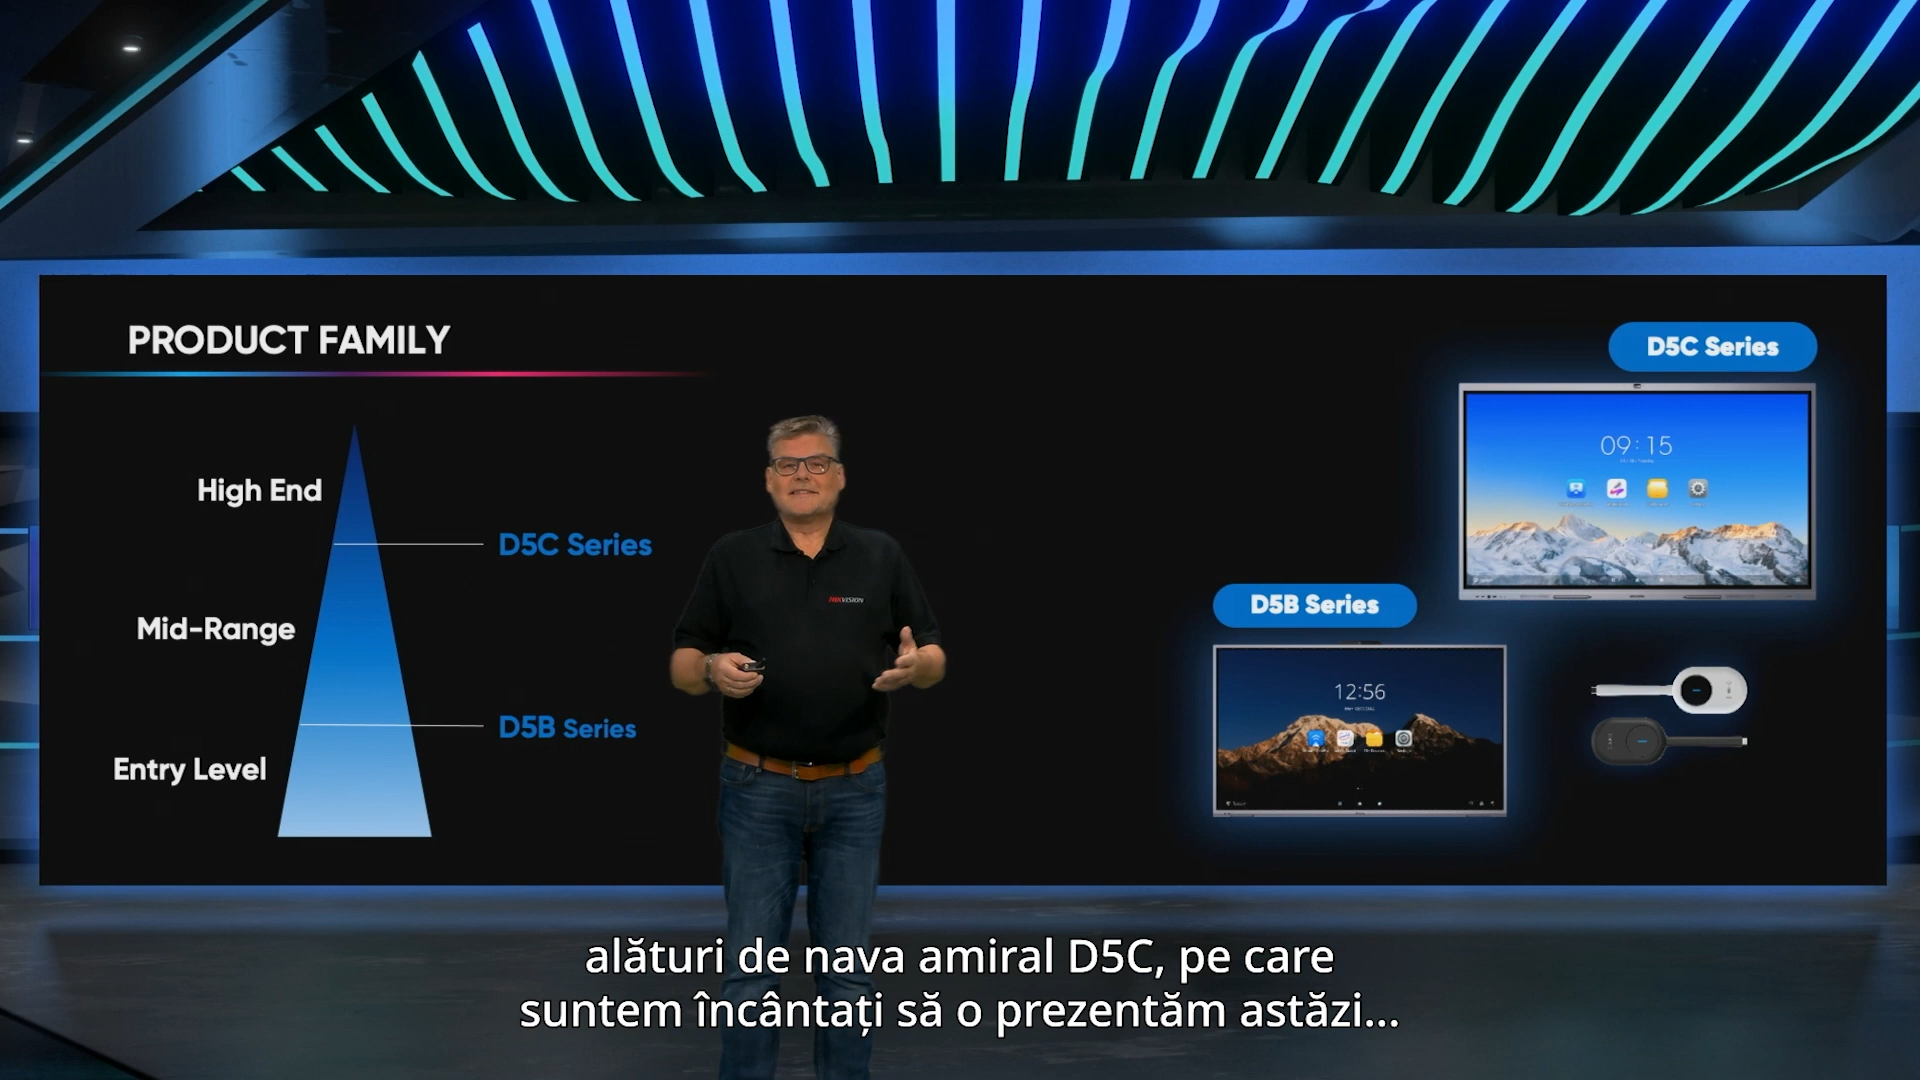 PRODUCT FAMILY
High End
Mid-Range
Entry Level
D5C Series
D5B Series
HIKVISION
D5C Series
09:15
D5B Series
12:56
alături de nava amiral D5C, pe care
suntem încântați să o prezentăm astăzi...